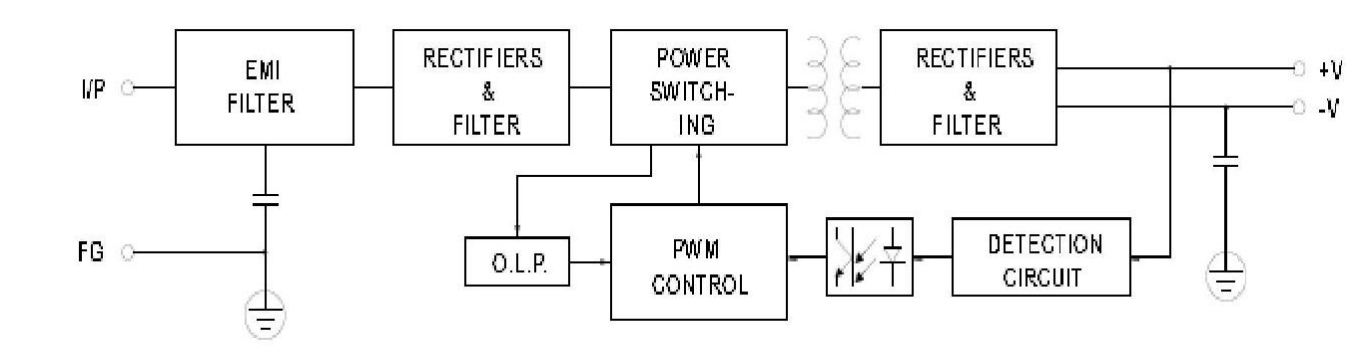 I/P
EMI
FILTER
RECTIFIERS
&
FILTER
POWER
SWITCH-
ING
RECTIFIERS
&
FILTER
+V
-V
FG
O.L.P.
PWM
CONTROL
DETECTION
CIRCUIT